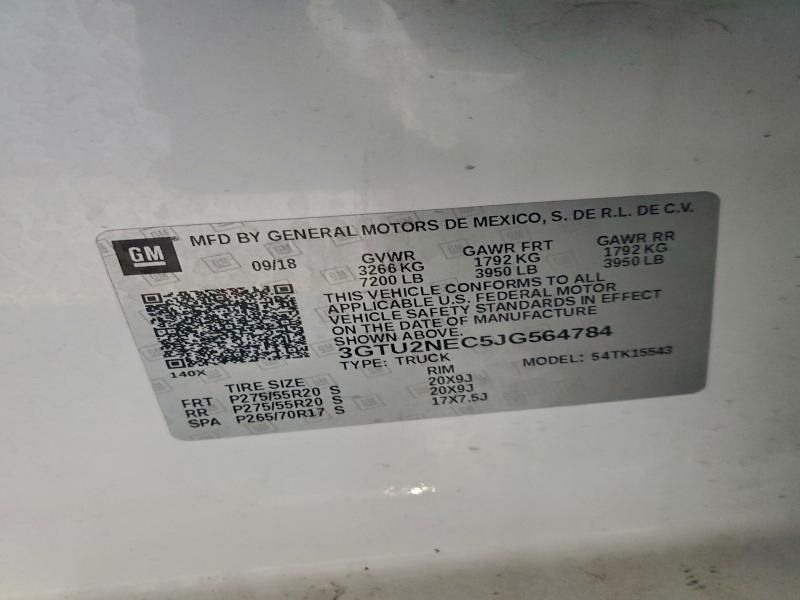 GM
MFD BY GENERAL MOTORS DE MEXICO, S. DE R.L. DE C.V.
09/18 GVWR GAWR FRT GAWR RR
3266 KG 1792 KG 1792 KG
7200 LB 3950 LB 3950 LB
THIS VEHICLE CONFORMS TO ALL
APPLICABLE U.S. FEDERAL MOTOR
VEHICLE SAFETY STANDARDS IN EFFECT
ON THE DATE OF MANUFACTURE
SHOWN ABOVE.
3GTU2NEC5JG564784
140X TYPE: TRUCK MODEL: 54TK15543
TIRE SIZE RIM
FRT P275/55R20 S 20X9J
RR P275/55R20 S 20X9J
SPA P265/70R17 S 17X7.5J